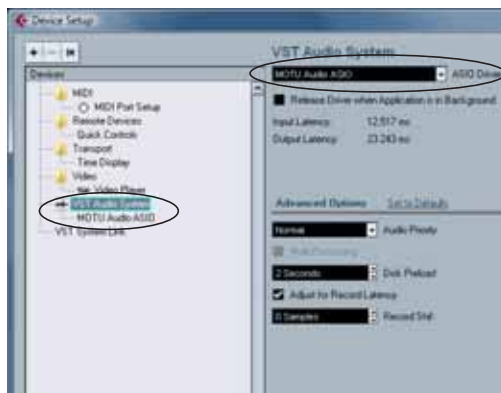 Device Setup
+ - |◀
Devices
MIDI
MIDI Port Setup
Remote Devices
Quick Controls
Transport
Time Display
Video
Video Player
VST Audio System
MOTU Audio ASIO
VST System Link
VST Audio System
MOTU Audio ASIO
ASIO Driver
Release Driver when Application is in Background
Input Latency: 12.517 ms
Output Latency: 23.243 ms
Advanced Options Set to Defaults
Normal Audio Priority
Multi Processing
2 Seconds Disk Preload
Adjust for Record Latency
0 Samples Record Shift